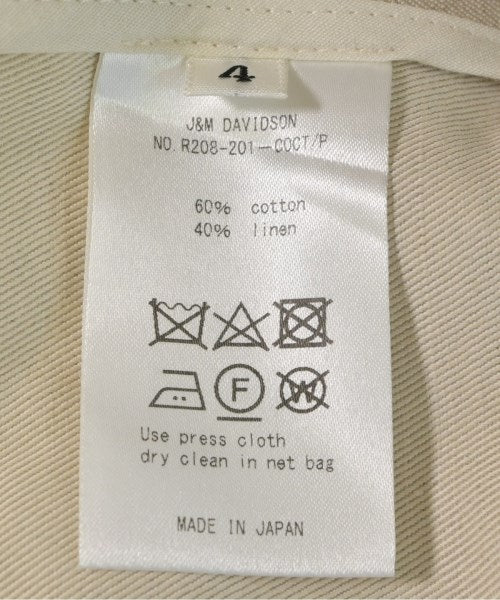 4
J&M DAVIDSON
NO.R208-201-COCT/P
60% cotton
40% linen
F W
Use press cloth
dry clean in net bag
MADE IN JAPAN